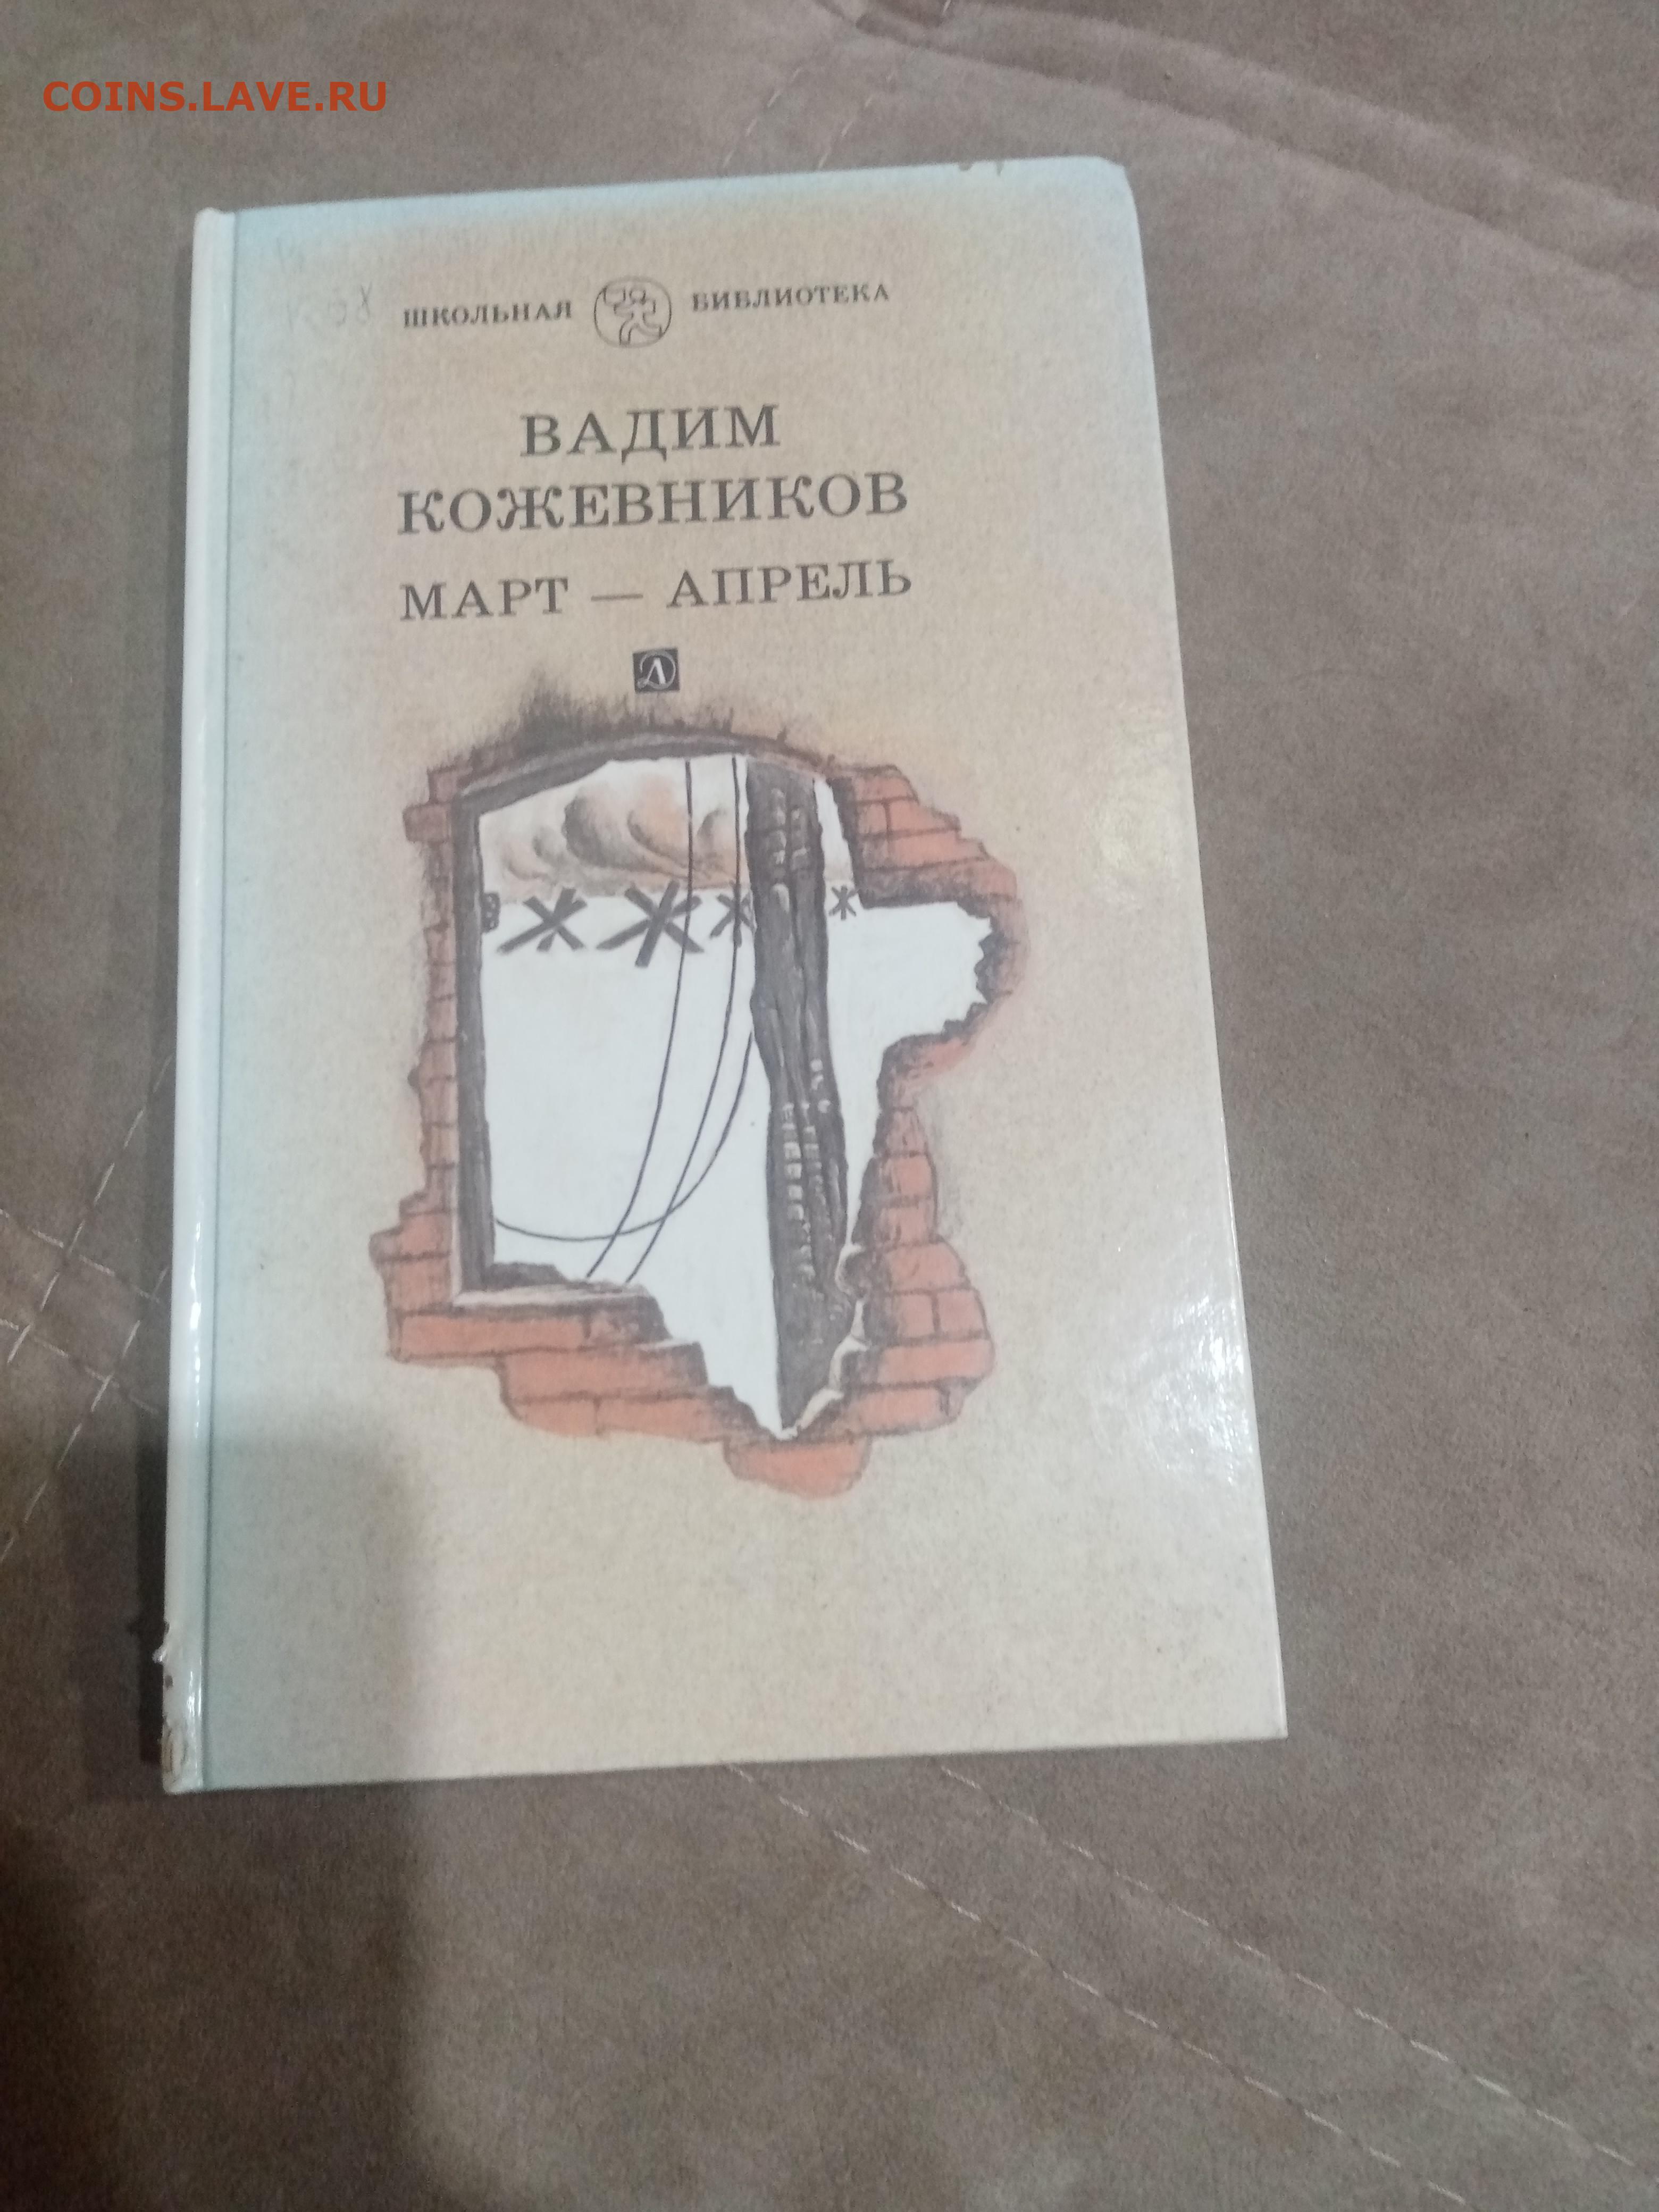 COINS.LAVE.RU
ШКОЛЬНАЯ БИБЛИОТЕКА
ВАДИМ
КОЖЕВНИКОВ
МАРТ — АПРЕЛЬ